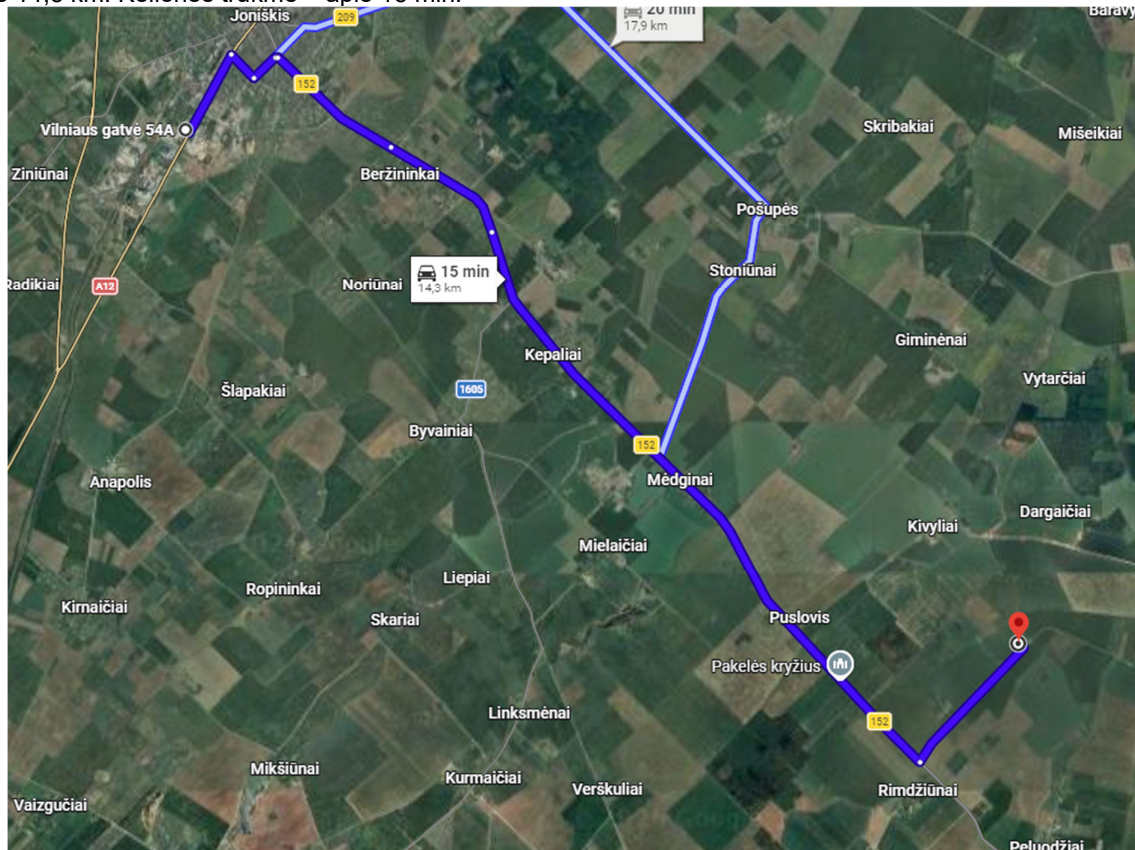 Joniškis
209
20 min
17,9 km
152
Vilniaus gatvė 54A
Skribakiai
Mišeikiai
Žiniūnai
Beržininkai
Pošupės
15 min
14,3 km
Stoniūnai
Radikiai
A12
Noriūnai
Giminėnai
Kepaliai
Vytarčiai
Šlapakiai
1605
Byvainiai
152
Mėdginai
Anapolis
Dargaičiai
Kivyliai
Mielaičiai
Liepiai
Ropininkai
Kirnaičiai
Skariai
Puslovis
Pakelės kryžius
Linksmėnai
152
Mikšiūnai
Kurmaičiai
Verškuliai
Rimdžiūnai
Vaizgučiai
Peluodžiai